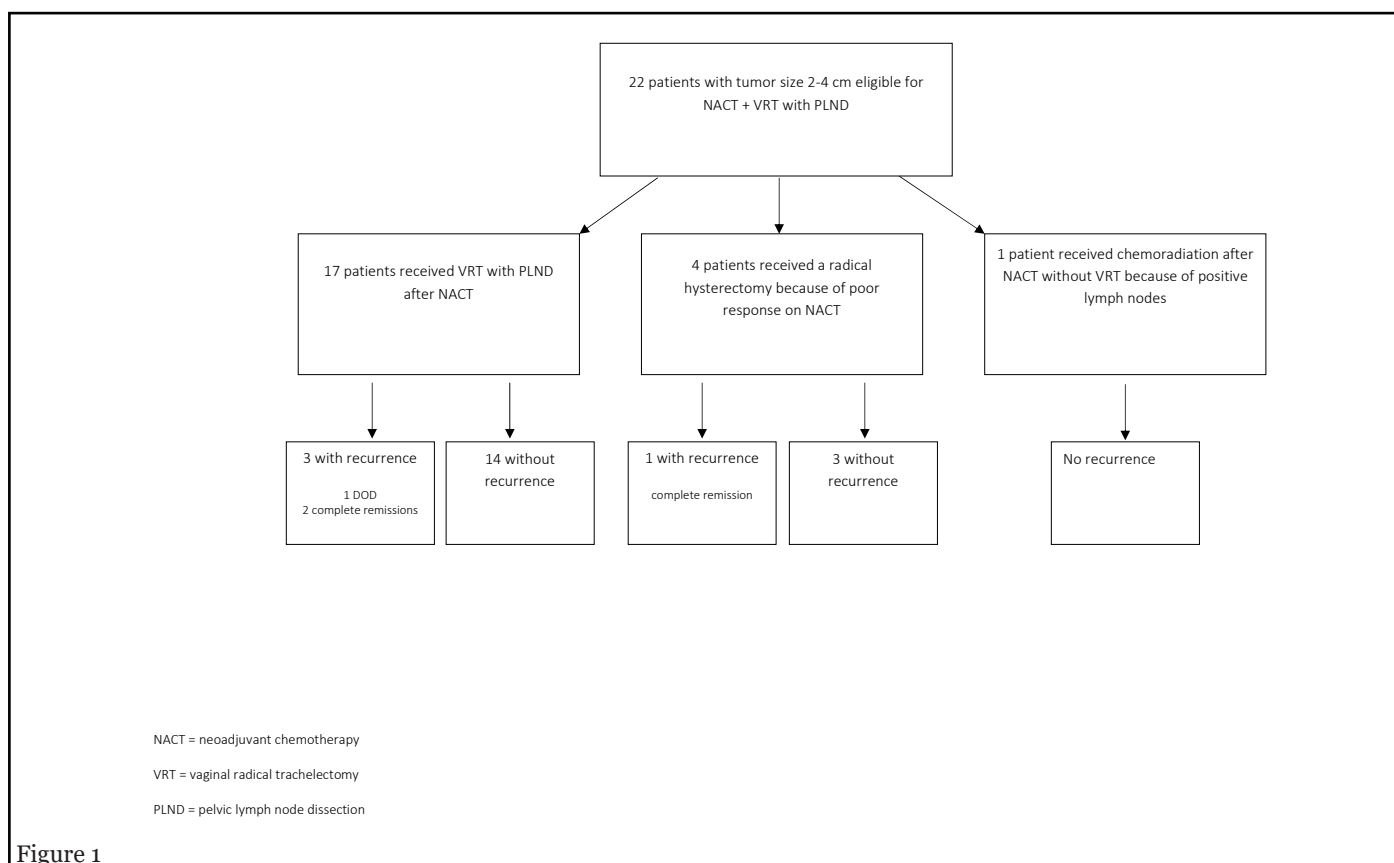 22 patients with tumor size 2-4 cm eligible for
NACT + VRT with PLND
17 patients received VRT with PLND
after NACT
4 patients received a radical
hysterectomy because of poor
response on NACT
1 patient received chemoradiation after
NACT without VRT because of positive
lymph nodes
3 with recurrence
1 DOD
2 complete remissions
14 without
recurrence
1 with recurrence
complete remission
3 without
recurrence
No recurrence
NACT = neoadjuvant chemotherapy
VRT = vaginal radical trachelectomy
PLND = pelvic lymph node dissection
Figure 1